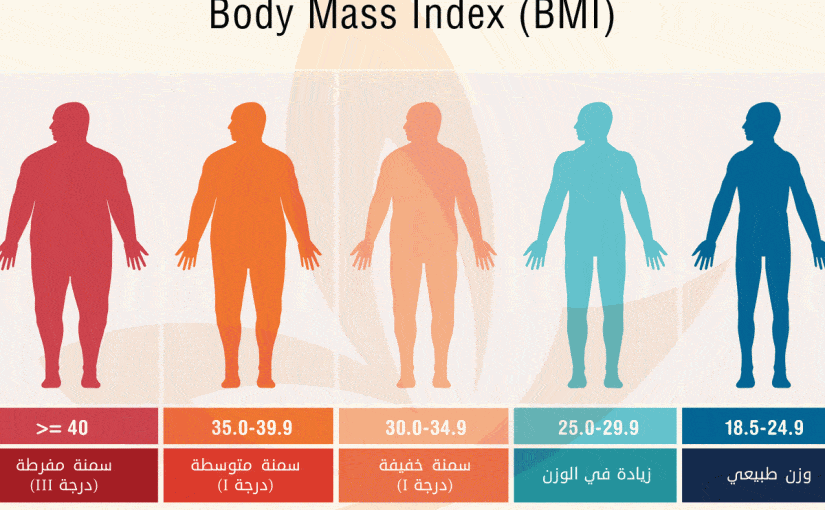 Body Mass Index (BMI)
>= 40
35.0-39.9
30.0-34.9
25.0-29.9
18.5-24.9
سمنة مفرطة
(درجة III)
سمنة متوسطة
(درجة I)
سمنة خفيفة
(درجة I)
زيادة في الوزن
وزن طبيعي